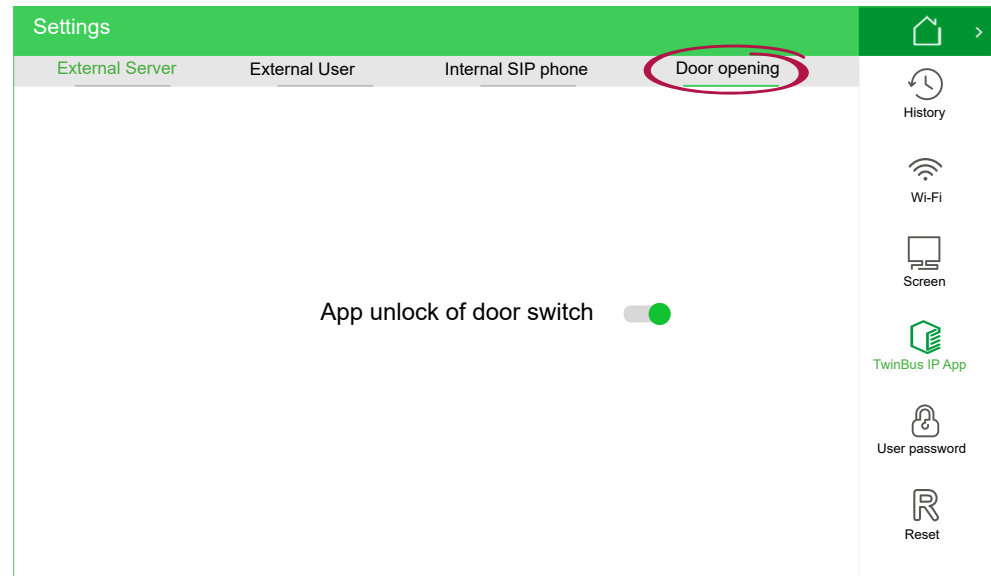 Settings
External Server
External User
Internal SIP phone
Door opening
App unlock of door switch
History
Wi-Fi
Screen
TwinBus IP App
User password
Reset